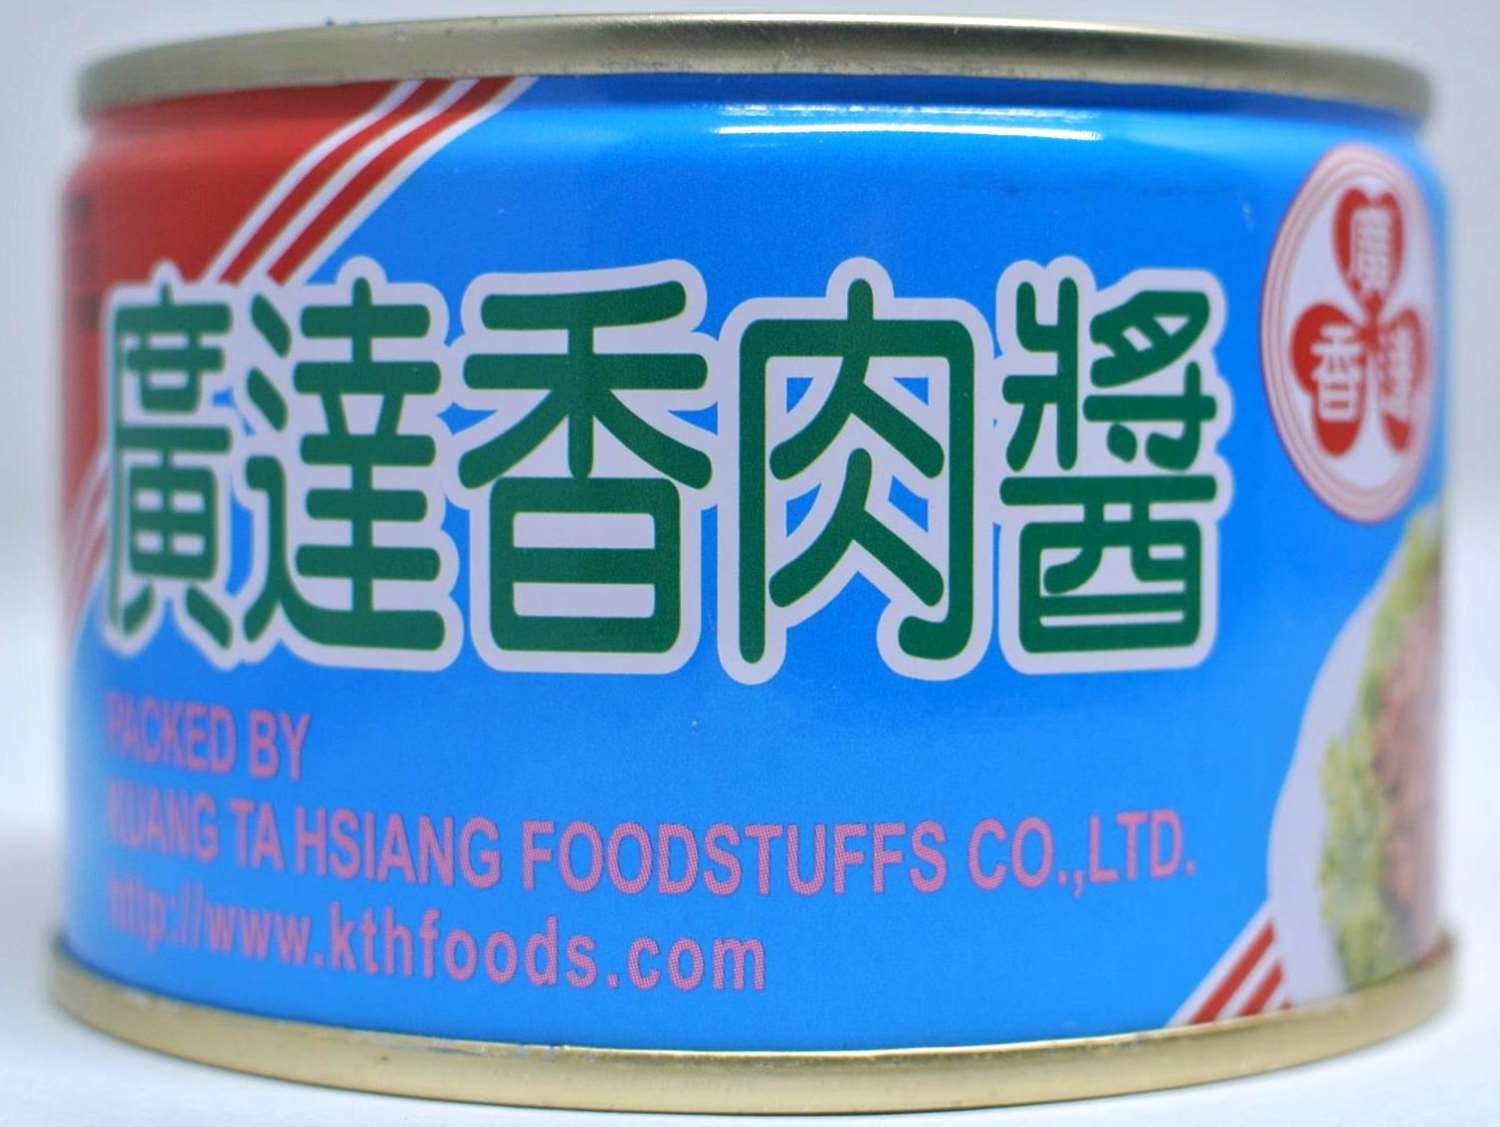 廣達香肉醬
廣
達
香
PACKED BY
KUANG TA HSIANG FOODSTUFFS CO.,LTD.
http://www.kthfoods.com